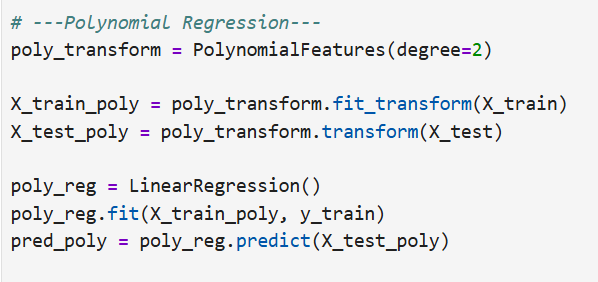 # ---Polynomial Regression---
poly_transform = PolynomialFeatures(degree=2)
X_train_poly = poly_transform.fit_transform(X_train)
X_test_poly = poly_transform.transform(X_test)
poly_reg = LinearRegression()
poly_reg.fit(X_train_poly, y_train)
pred_poly = poly_reg.predict(X_test_poly)